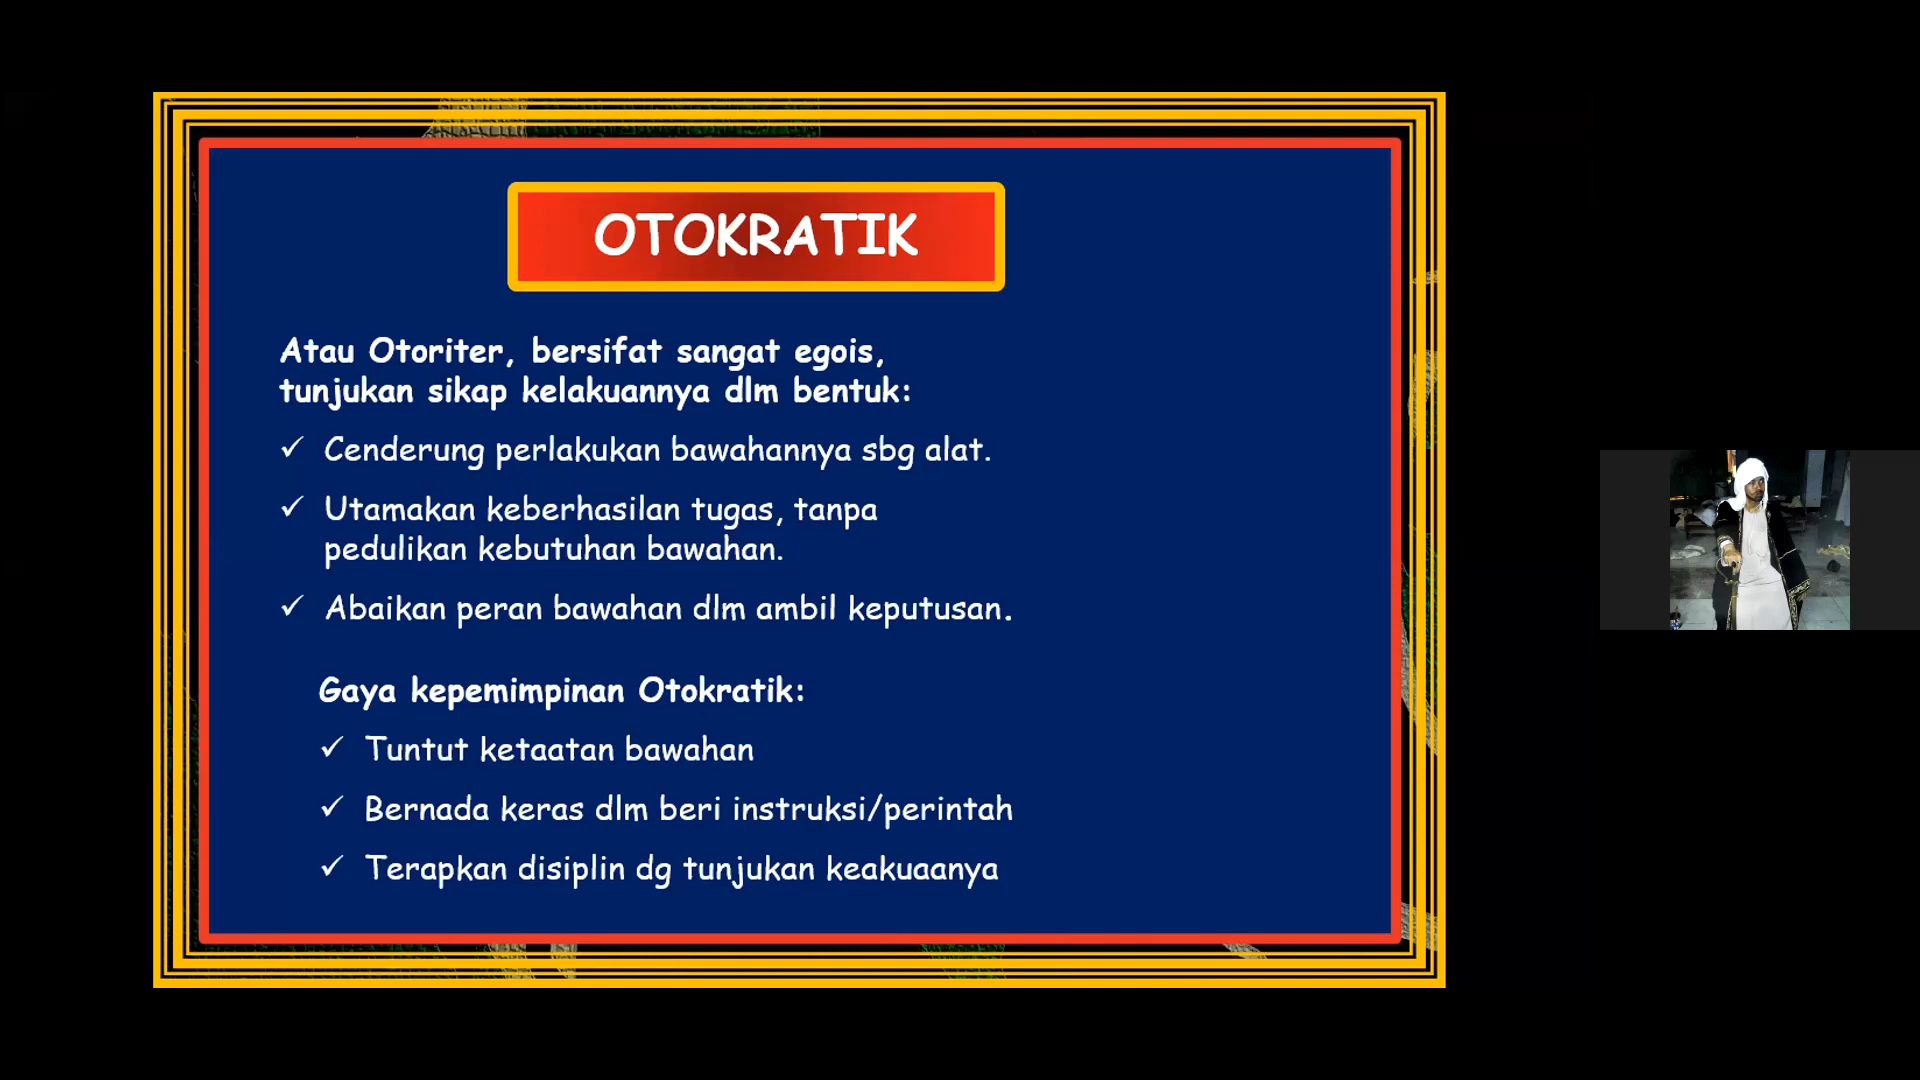 OTOKRATIK
Atau Otoriter, bersifat sangat egois,
tunjukan sikap kelakuannya dlm bentuk:
✓ Cenderung perlakukan bawahannya sbg alat.
✓ Utamakan keberhasilan tugas, tanpa
pedulikan kebutuhan bawahan.
✓ Abaikan peran bawahan dlm ambil keputusan.
Gaya kepemimpinan Otokratik:
✓ Tuntut ketaatan bawahan
✓ Bernada keras dlm beri instruksi/perintah
✓ Terapkan disiplin dg tunjukan keakuaanya